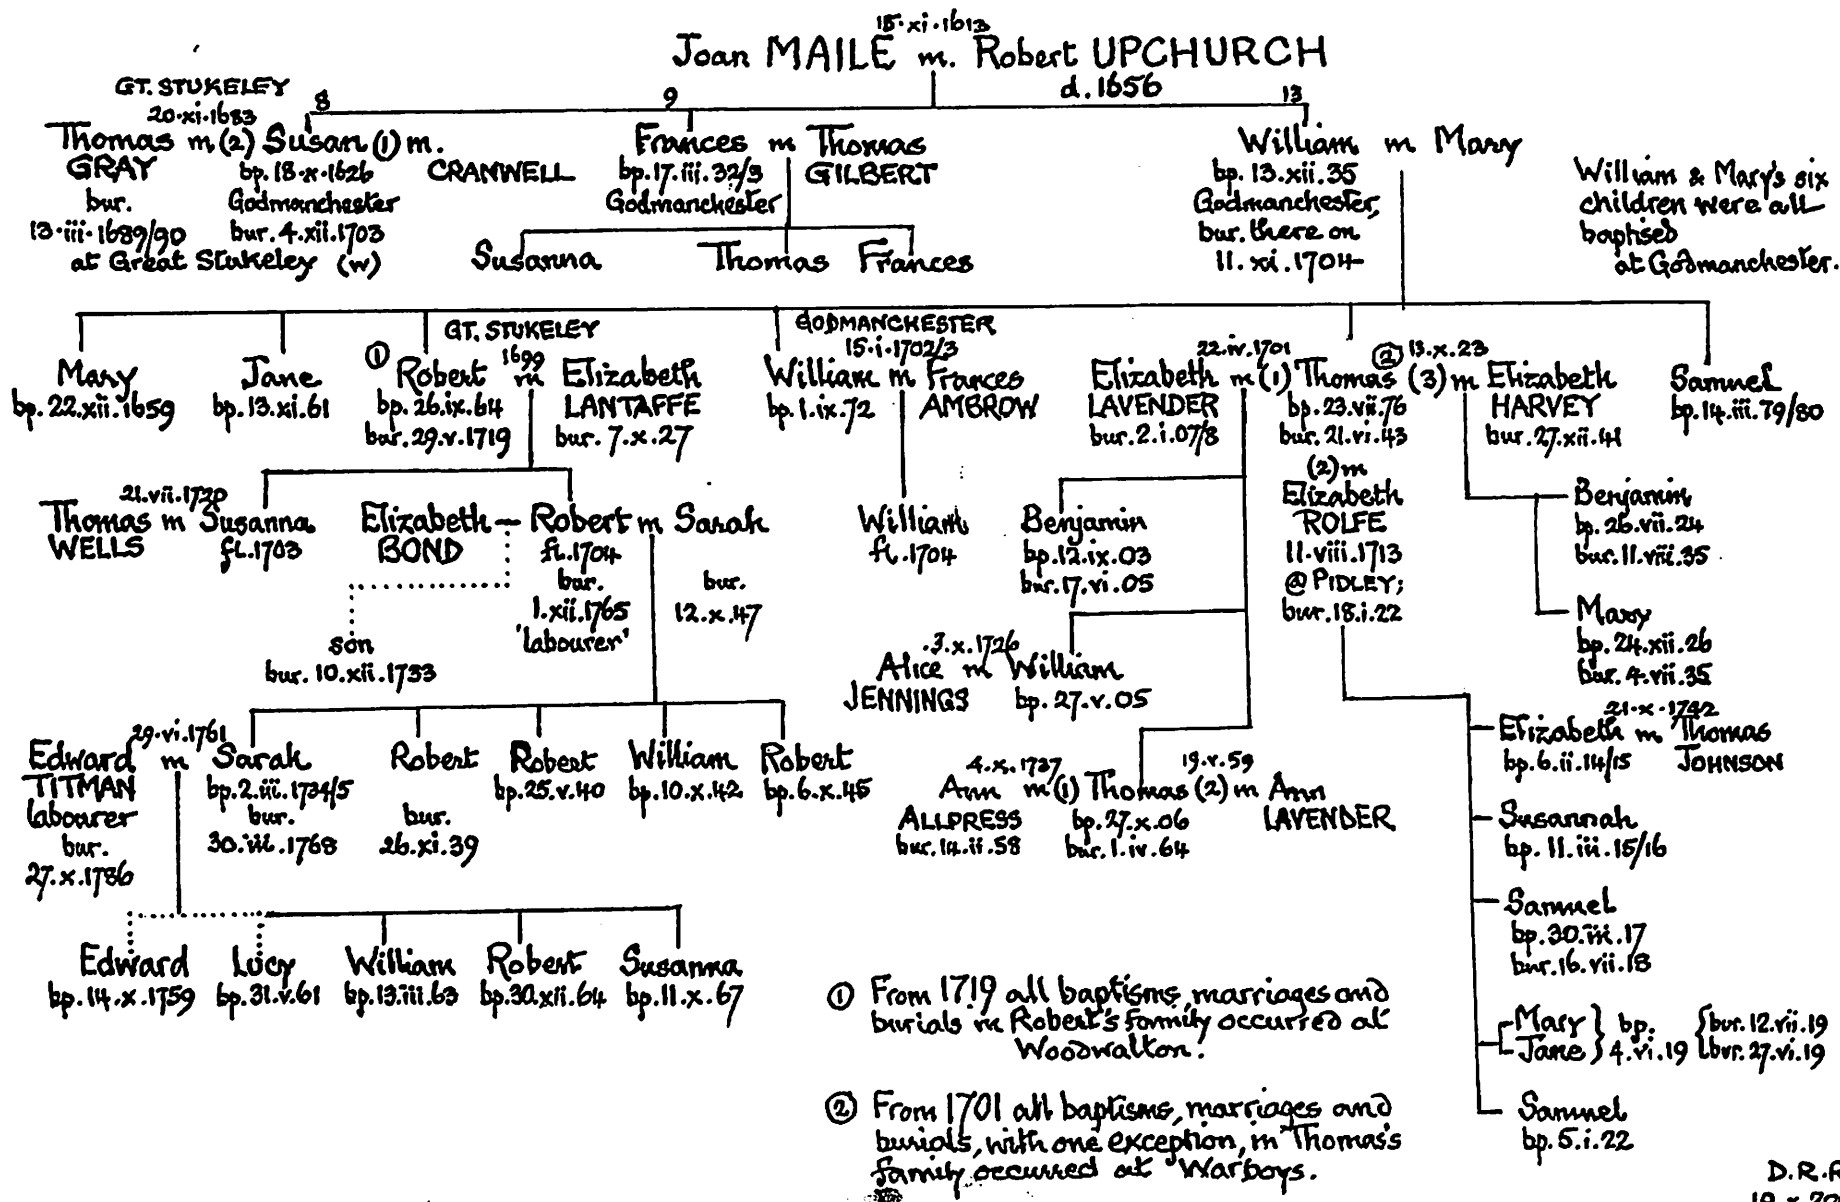 15.xi.1613
Joan MAILE m. Robert UPCHURCH
d. 1656
GT. STUKELEY
20.xi.1683
8
9
13
Thomas m (2) Susan (1) m.
GRAY
bur.
13.iii.1689/90
at Great Stukeley (w)
bp. 18.x.1626
Godmanchester
bur. 4.xii.1703
CRANWELL
Frances m Thomas
bp. 17.iii.32/3
Godmanchester
GILBERT
Susanna
Thomas
Frances
William m Mary
bp. 13.xii.35
Godmanchester,
bur. there on
11.xi.1704
William & Mary's six
children were all
baptised
at Godmanchester.
Mary
bp. 22.xii.1659
Jane
bp. 13.xi.61
GT. STUKELEY
① Robert 1699 m Elizabeth
bp. 26.ix.64
bur. 29.v.1719
LANTAFFE
bur. 7.x.27
GODMANCHESTER
15.i.1702/3
William m Frances
bp. 1.ix.72
AMBROW
22.iv.1701
② 13.x.23
Elizabeth m (1) Thomas (3) m Elizabeth
LAVENDER
bur. 2.i.07/8
bp. 23.vii.76
bur. 21.vi.43
(2) m
Elizabeth
ROLFE
11.viii.1713
@ PIDLEY;
bur. 18.i.22
HARVEY
bur. 27.xii.41
Samuel
bp. 14.iii.79/80
21.vii.1720
Thomas m Susanna
WELLS
fl. 1703
Elizabeth — Robert m Sarah
BOND
fl. 1704
bur.
1.xii.1765
'labourer'
bur.
12.x.47
son
bur. 10.xii.1733
William
fl. 1704
Benjamin
bp. 12.ix.03
bur. 17.vi.05
Benjamin
bp. 26.vii.24
bur. 11.viii.35
Mary
bp. 24.xii.26
bur. 4.vii.35
3.x.1726
Alice m William
JENNINGS
bp. 27.v.05
29.vi.1761
Edward m Sarah
TITMAN
labourer
bur.
27.x.1786
bp. 2.iii.1734/5
bur.
30.iii.1768
Robert
bur.
26.xi.39
Robert
bp. 25.v.40
William
bp. 10.x.42
Robert
bp. 6.x.45
4.x.1737
19.v.59
Ann m (1) Thomas (2) m Ann
ALLPRESS
bur. 14.ii.58
bp. 27.x.06
bur. 1.iv.64
LAVENDER
21.x.1742
Elizabeth m Thomas
bp. 6.ii.14/15
JOHNSON
Susannah
bp. 11.iii.15/16
Samuel
bp. 30.iii.17
bur. 16.vii.18
Mary } bp. { bur. 12.vii.19
Jane } 4.vi.19 { bur. 27.vi.19
Samuel
bp. 5.i.22
Edward
bp. 14.x.1759
Lucy
bp. 31.v.61
William
bp. 13.iii.63
Robert
bp. 30.xii.64
Susanna
bp. 11.x.67
① From 1719 all baptisms, marriages and
burials in Robert's family occurred at
Woodwalton.
② From 1701 all baptisms, marriages and
burials, with one exception, in Thomas's
family occurred at Warboys.
D.R.F